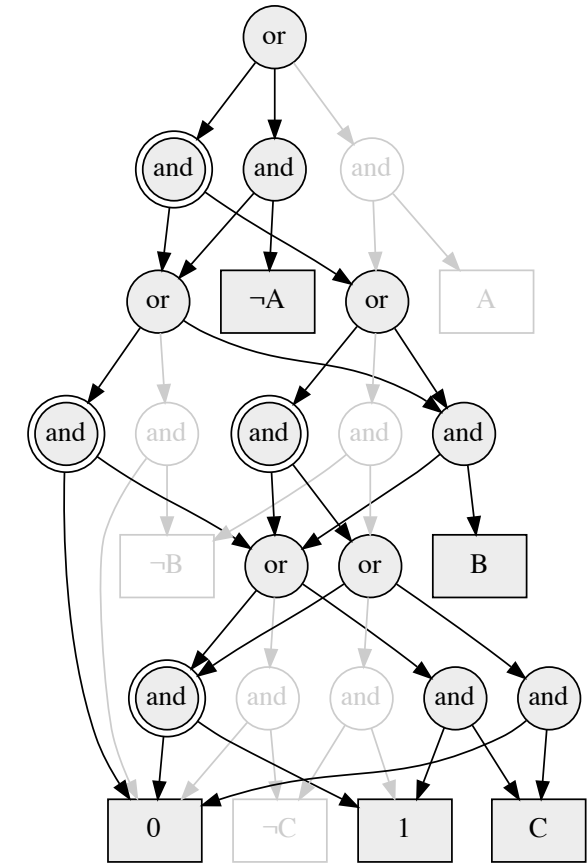 or
and and and
or ¬A or A
and and and and and
¬B or or B
and and and and and
0 ¬C 1 C